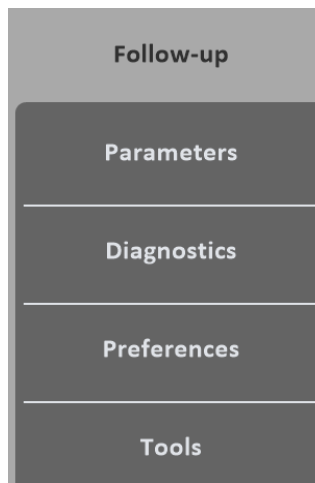 Follow-up
Parameters
Diagnostics
Preferences
Tools